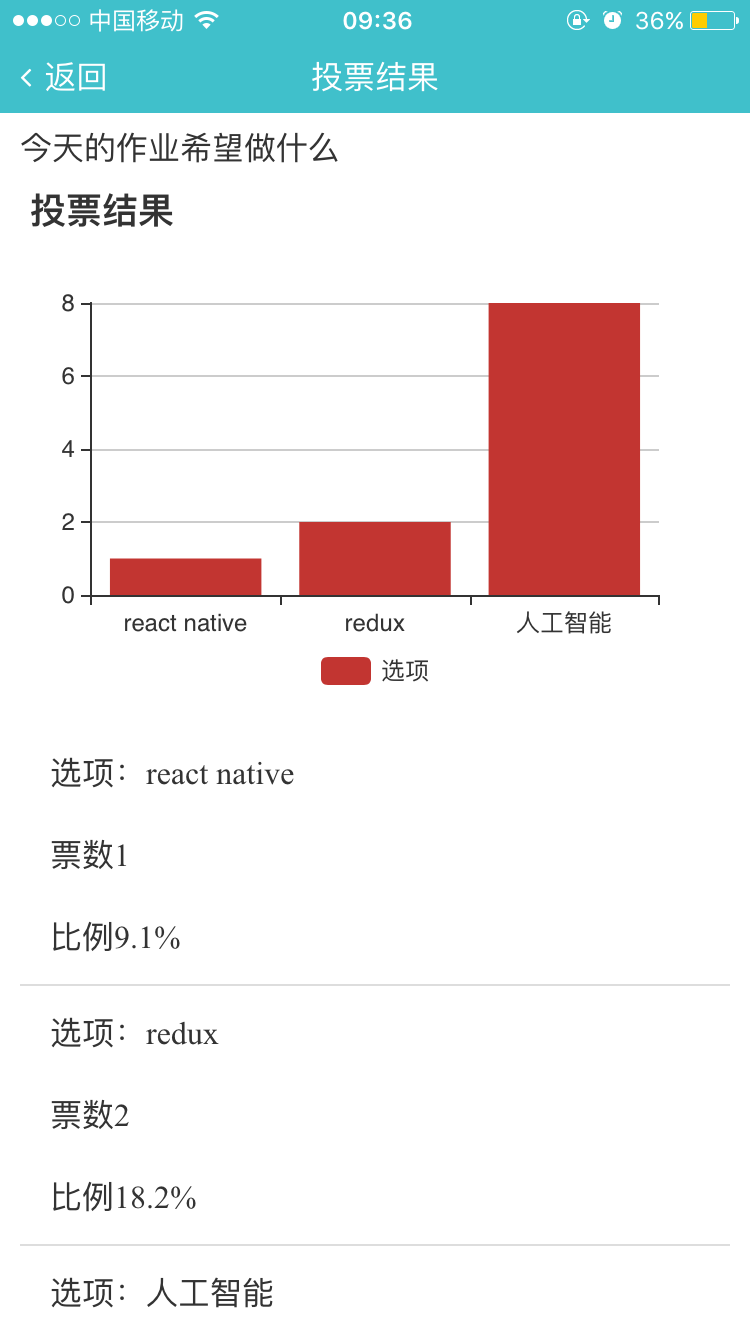 中国移动 09:36 36%
返回 投票结果
今天的作业希望做什么
投票结果
8
6
4
2
0
react native redux 人工智能
选项
选项：react native
票数1
比例9.1%
选项：redux
票数2
比例18.2%
选项：人工智能